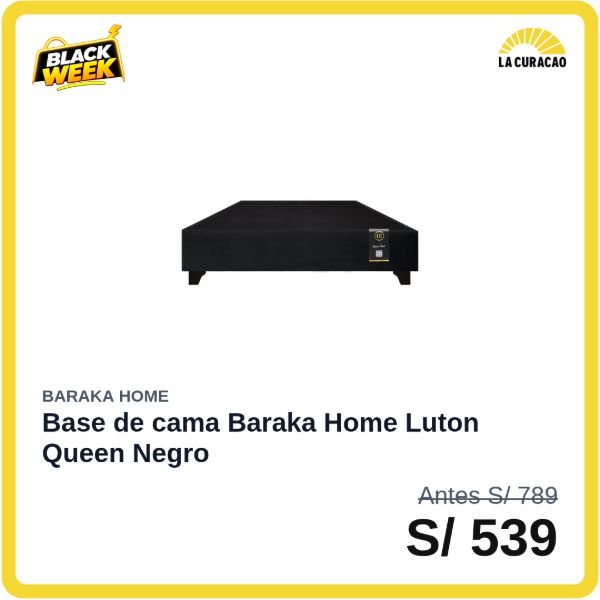 BLACK
WEEK
LA CURACAO
BARAKA HOME
Base de cama Baraka Home Luton
Queen Negro
Antes S/ 789
S/ 539